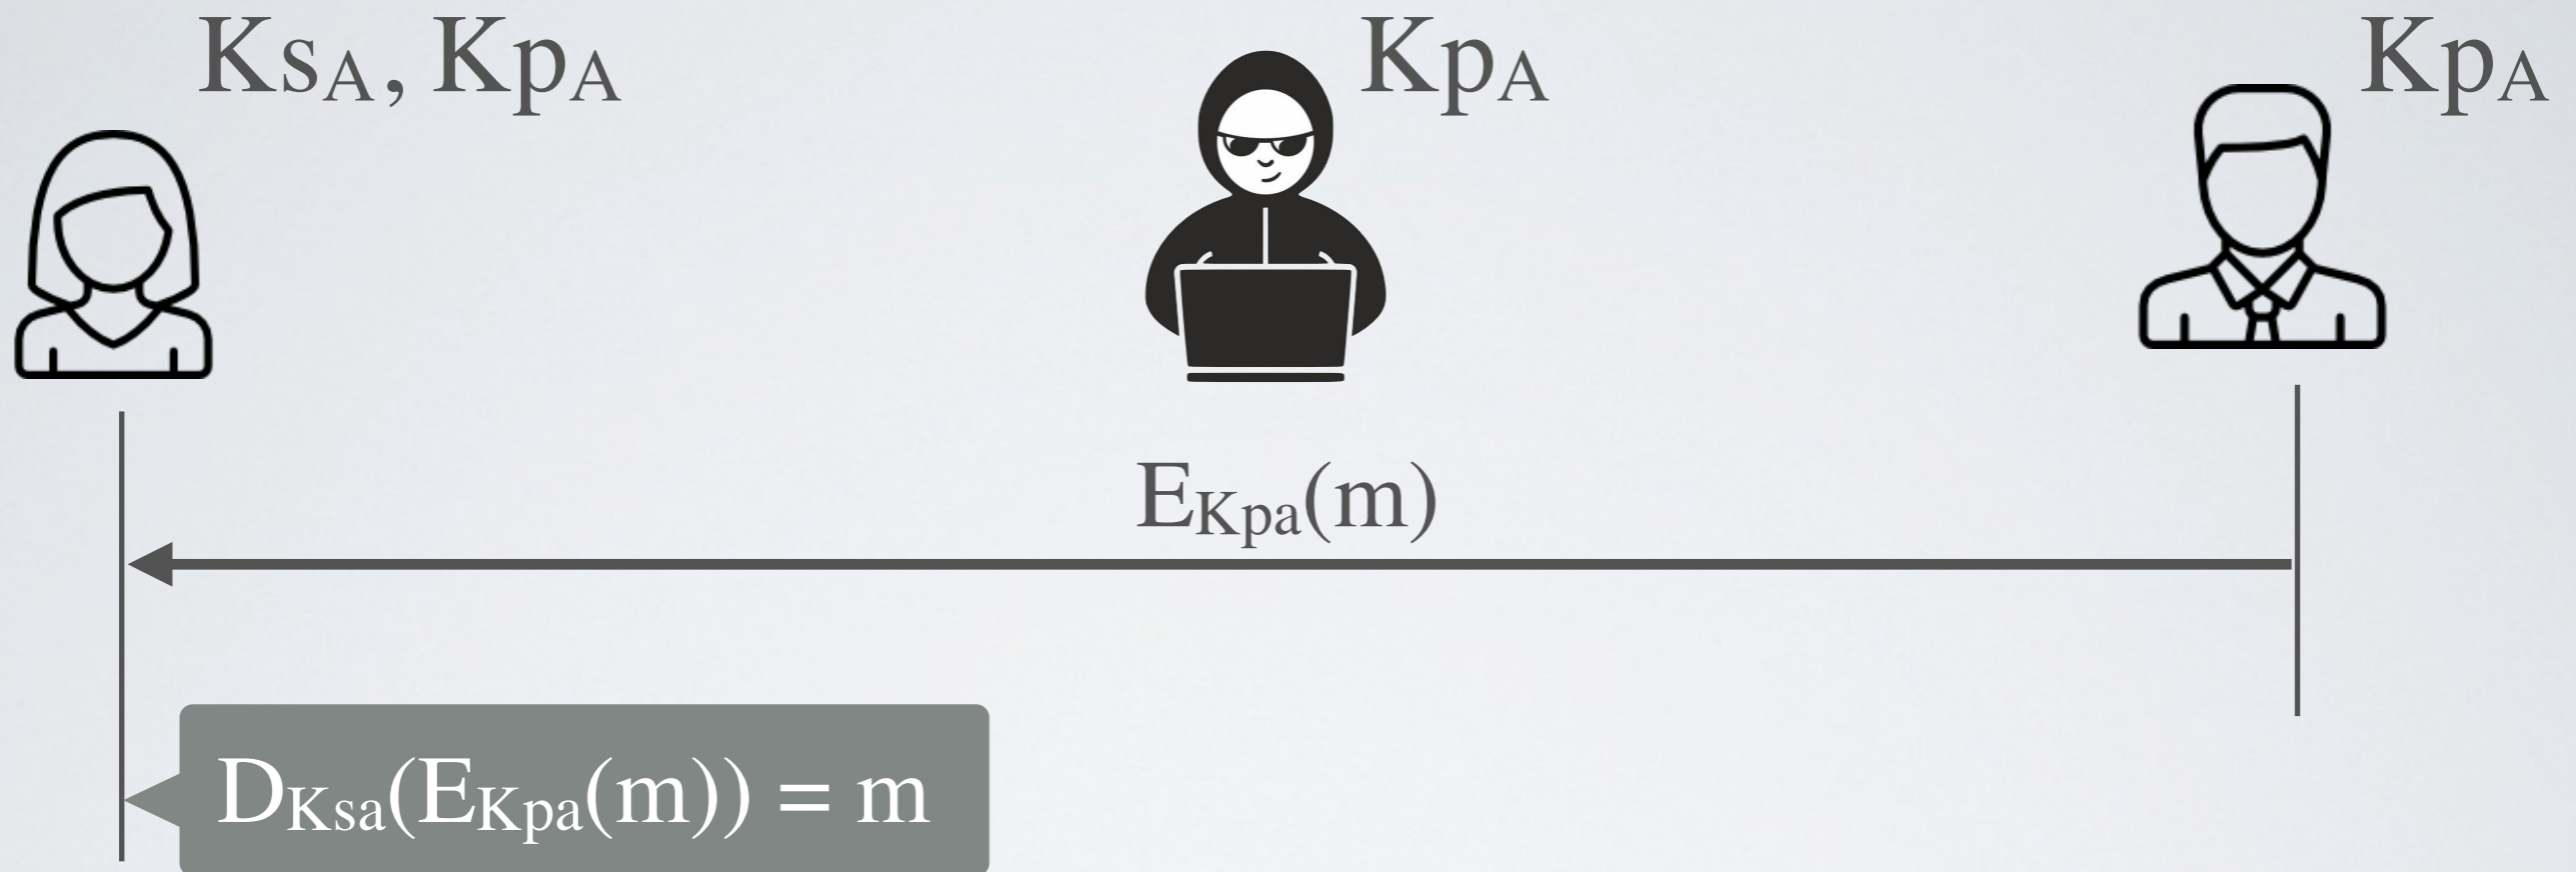 KsA, KpA
KpA
KpA
EKpa(m)
DKsa(EKpa(m)) = m